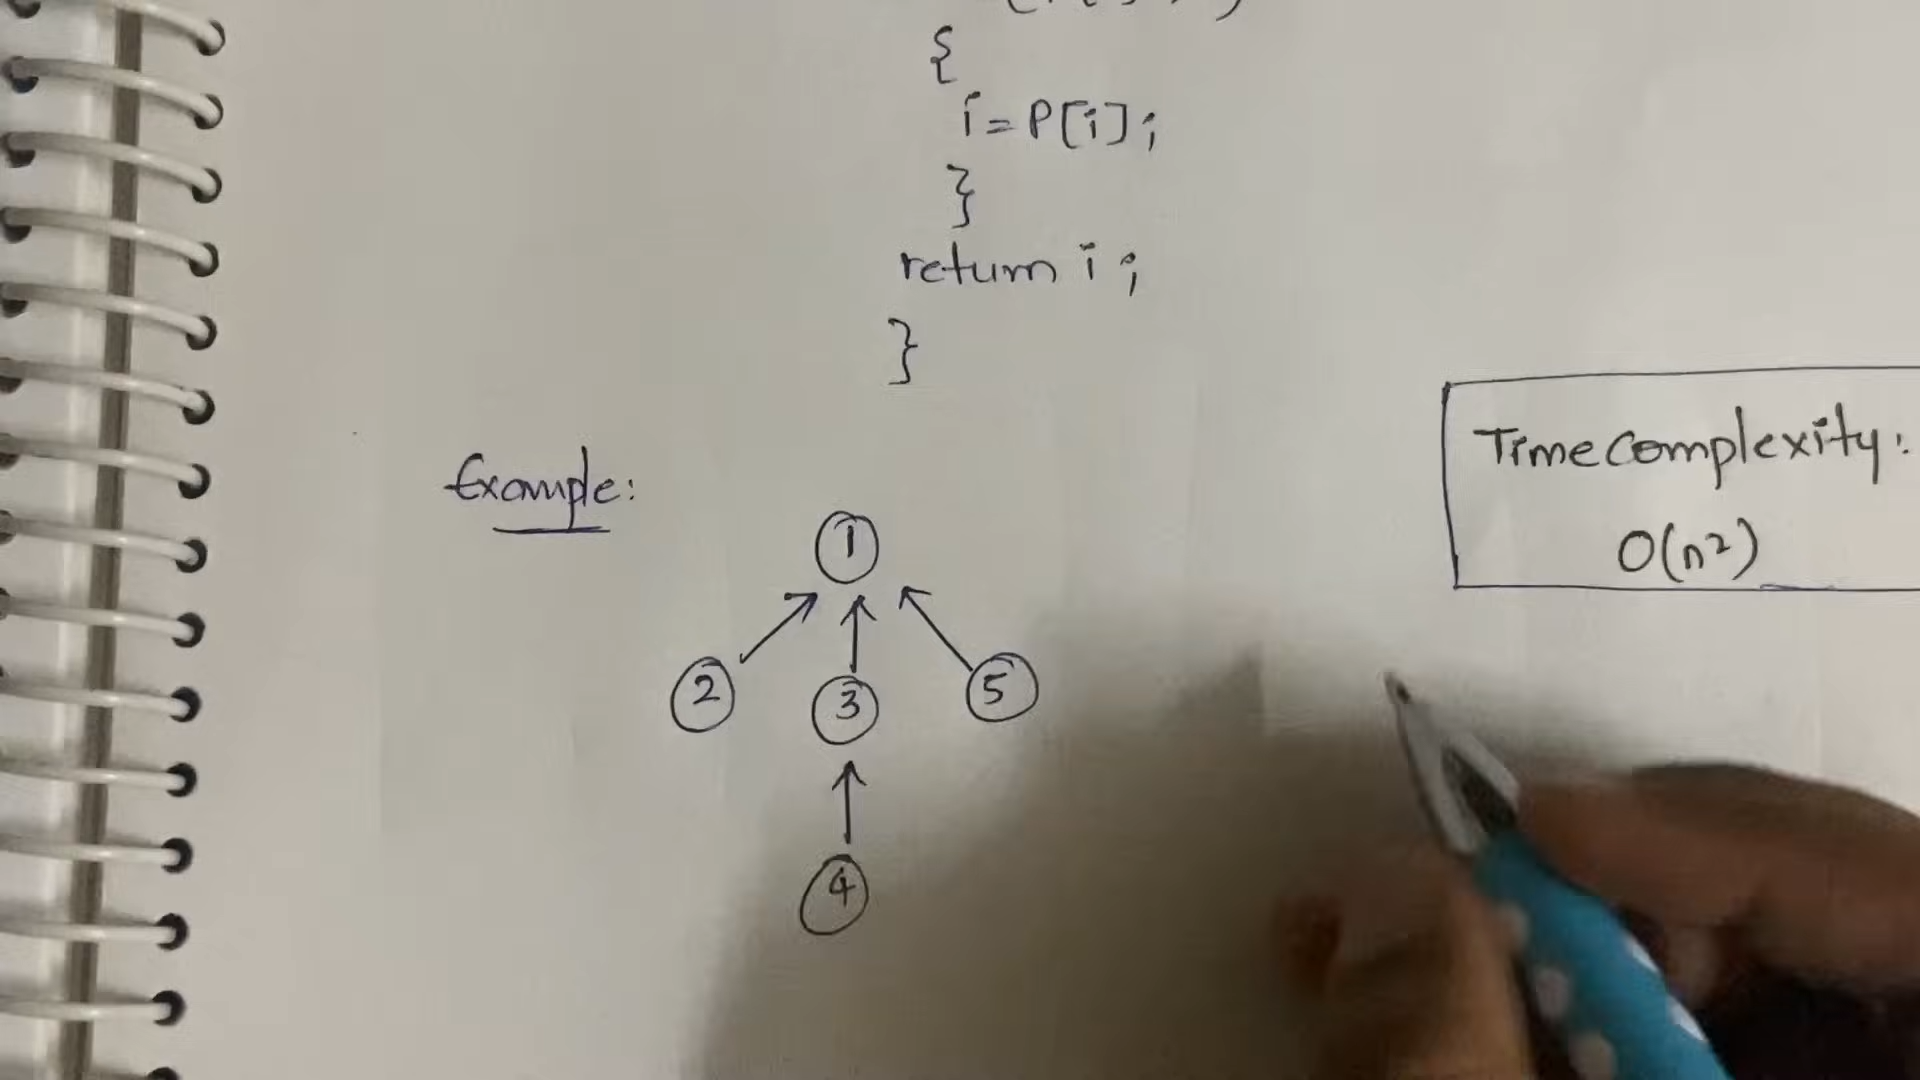 {
i = P[i];
}
return i;
}
Example:
Time complexity:
O(n²)
1
2 3 5
4